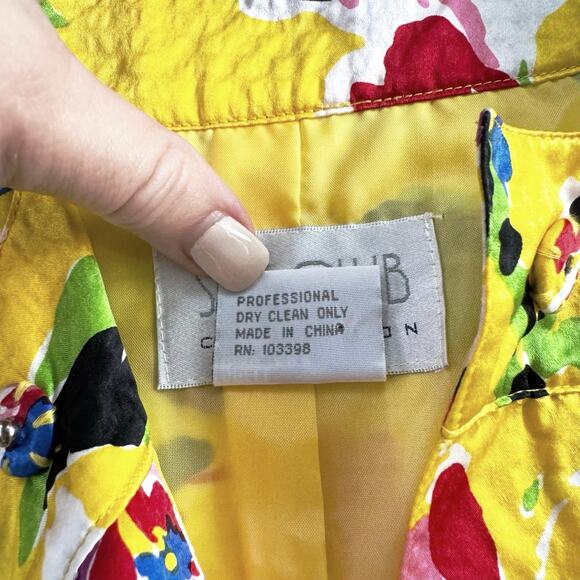 PROFESSIONAL
DRY CLEAN ONLY
MADE IN CHINA
RN: 103398